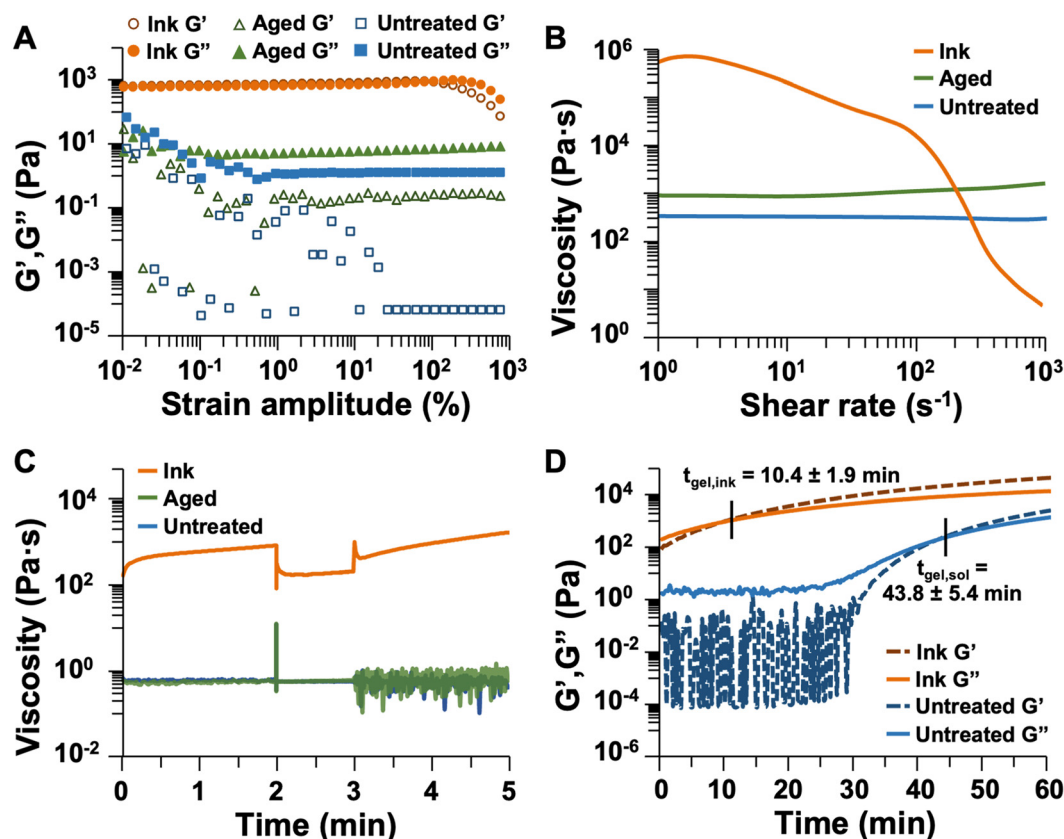 A
Ink G’ Aged G’ Untreated G’
Ink G’’ Aged G’’ Untreated G’’
G’,G’’ (Pa)
10³
10¹
10⁻¹
10⁻³
10⁻⁵
10⁻² 10⁻¹ 10⁰ 10¹ 10² 10³
Strain amplitude (%)
B
Ink
Aged
Untreated
Viscosity (Pa·s)
10⁶
10⁴
10²
10⁰
10⁰ 10¹ 10² 10³
Shear rate (s⁻¹)
C
Ink
Aged
Untreated
Viscosity (Pa·s)
10⁴
10²
10⁰
10⁻²
0 1 2 3 4 5
Time (min)
D
t_gel,ink = 10.4 ± 1.9 min
t_gel,sol =
43.8 ± 5.4 min
Ink G’
Ink G’’
Untreated G’
Untreated G’’
G’,G’’ (Pa)
10⁴
10²
10⁰
10⁻²
10⁻⁴
10⁻⁶
0 10 20 30 40 50 60
Time (min)